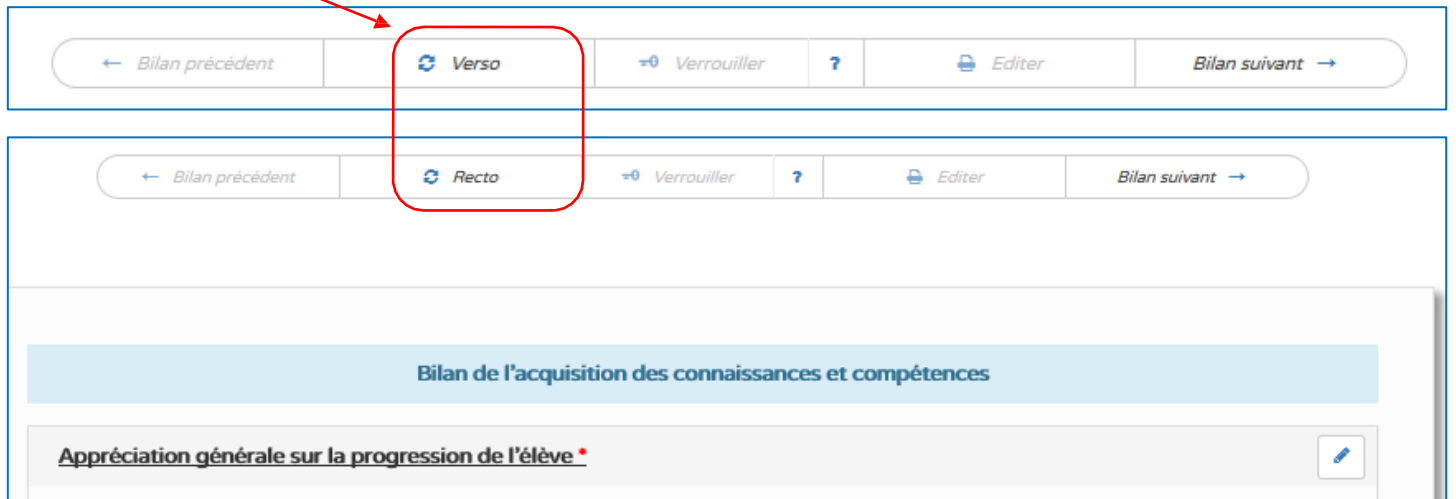 ← Bilan précédent Verso Verrouiller ? Editer Bilan suivant →
← Bilan précédent Recto Verrouiller ? Editer Bilan suivant →
Bilan de l'acquisition des connaissances et compétences
Appréciation générale sur la progression de l'élève *